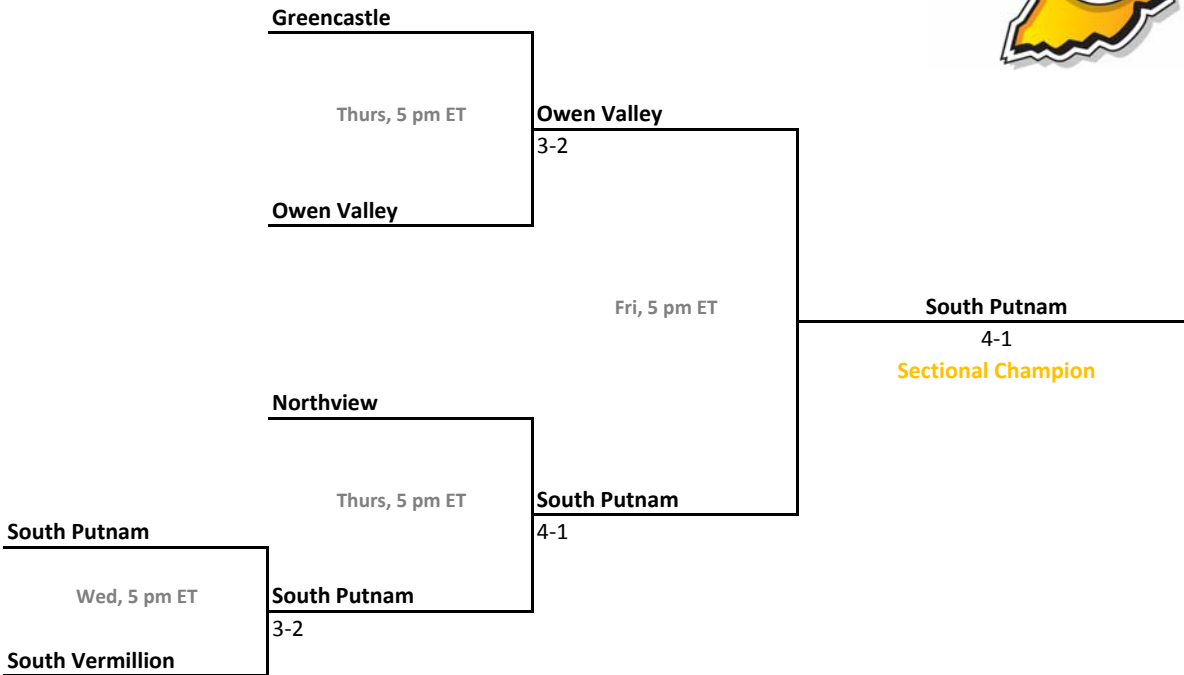 Greencastle
Thurs, 5 pm ET
Owen Valley
3-2
Owen Valley
Fri, 5 pm ET
South Putnam
4-1
Sectional Champion
Northview
Thurs, 5 pm ET
South Putnam
4-1
South Putnam
Wed, 5 pm ET
South Putnam
3-2
South Vermillion